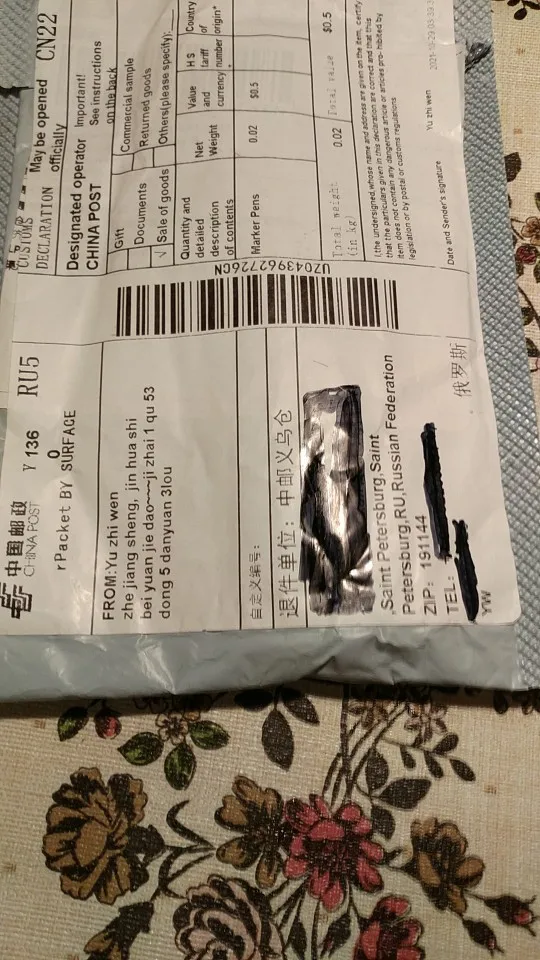 中国邮政
CHINA POST
Y 136
RU5
rPacket BY SURFACE
O
FROM:Yu zhi wen
zhe jiang sheng, jin hua shi
bei yuan jie dao~~~ji zhai 1 qu 53
dong 5 danyuan 3lou
自定义编号:
退件单位: 中邮义乌仓
,Saint Petersburg,Saint
Petersburg,RU,Russian Federation
ZIP: 191144
TEL:
YW
俄罗斯
UZ043962726CN
CUSTOMS
DECLARATION
May be opened
officially
CN22
Designated operator
CHINA POST
Important!
See instructions
on the back
Gift
Commercial sample
Documents
Returned goods
√ Sale of goods
Others(please specify):
Quantity and
detailed
description
of contents
Net
Weight
Value
and
currency
H S
tariff
number
Country
of
origin*
Marker Pens
0.02
$0.5
Total weight
(in kg)
0.02
Total value
$0.5
I,the undersigned,whose name and address are given on the item, certify
that the particulars given in this declaration are correct and that this
item does not contain any dangerous article or articles pro- hibited by
legislation or by postal or customs regulations
Date and Sender's signature
Yu zhi wen